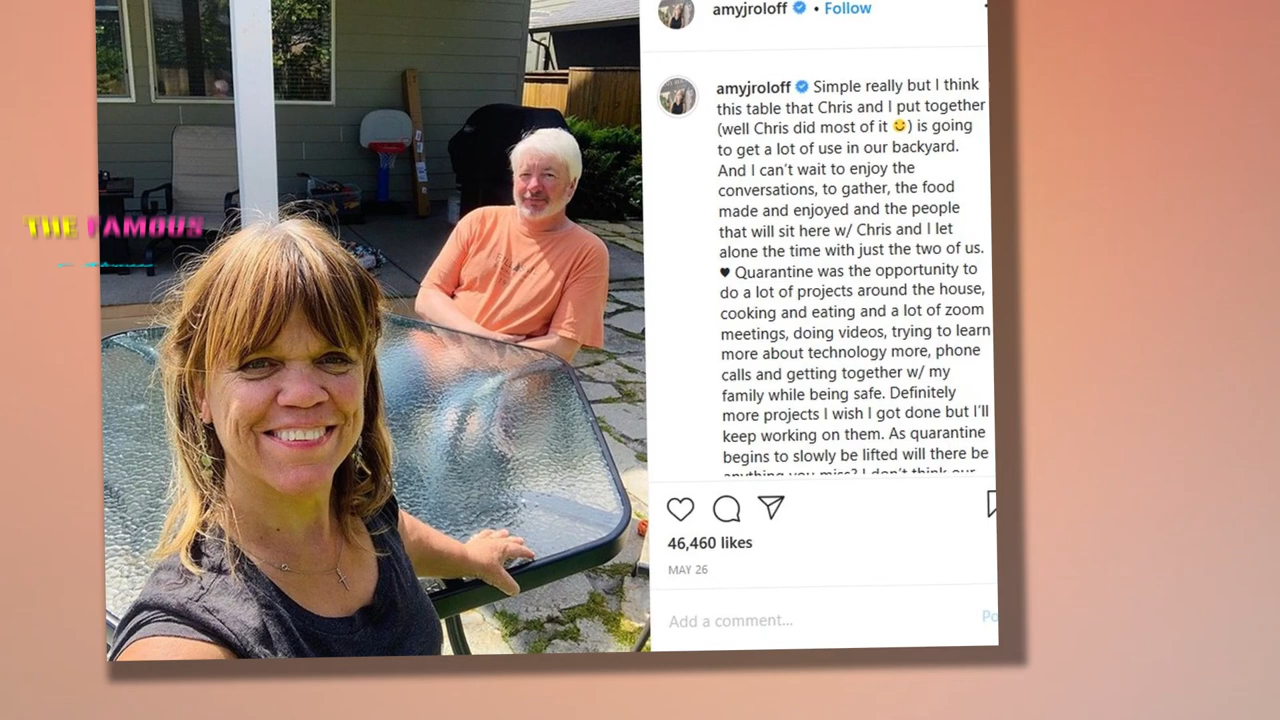 amyjroloff • Follow
amyjroloff Simple really but I think
this table that Chris and I put together
(well Chris did most of it 😉) is going
to get a lot of use in our backyard.
And I can't wait to enjoy the
conversations, to gather, the food
made and enjoyed and the people
that will sit here w/ Chris and I let
alone the time with just the two of us.
♥ Quarantine was the opportunity to
do a lot of projects around the house,
cooking and eating and a lot of zoom
meetings, doing videos, trying to learn
more about technology more, phone
calls and getting together w/ my
family while being safe. Definitely
more projects I wish I got done but I'll
keep working on them. As quarantine
begins to slowly be lifted will there be
anything you miss? I don't think our
46,460 likes
MAY 26
Add a comment...
Po
THE FAMOUS